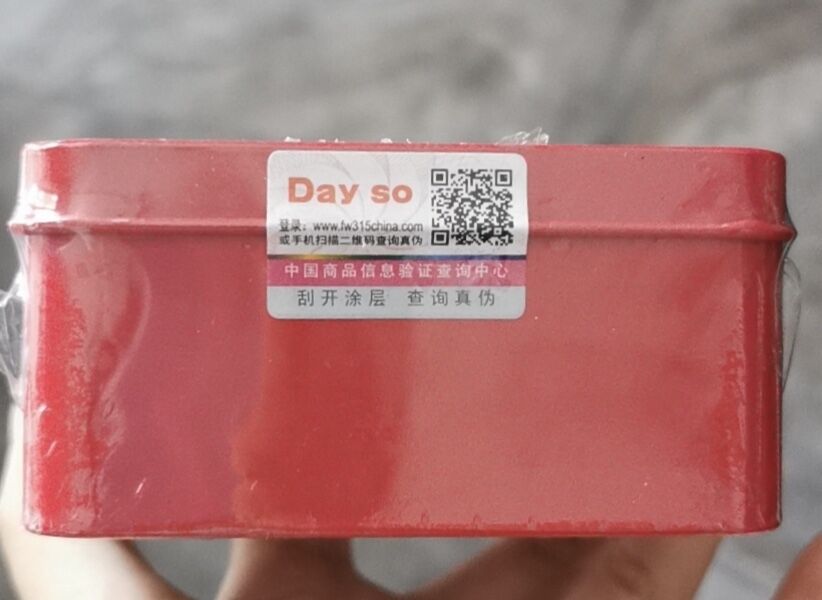 Day so
登录：www.fw315china.com
或手机扫描二维码查询真伪
中国商品信息验证查询中心
刮开涂层 查询真伪